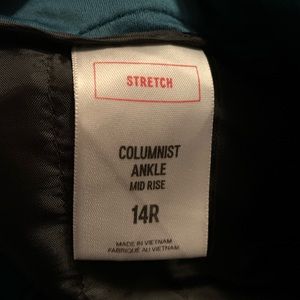 STRETCH
COLUMNIST
ANKLE
MID RISE
14R
MADE IN VIETNAM
FABRIQUÉ AU VIETNAM